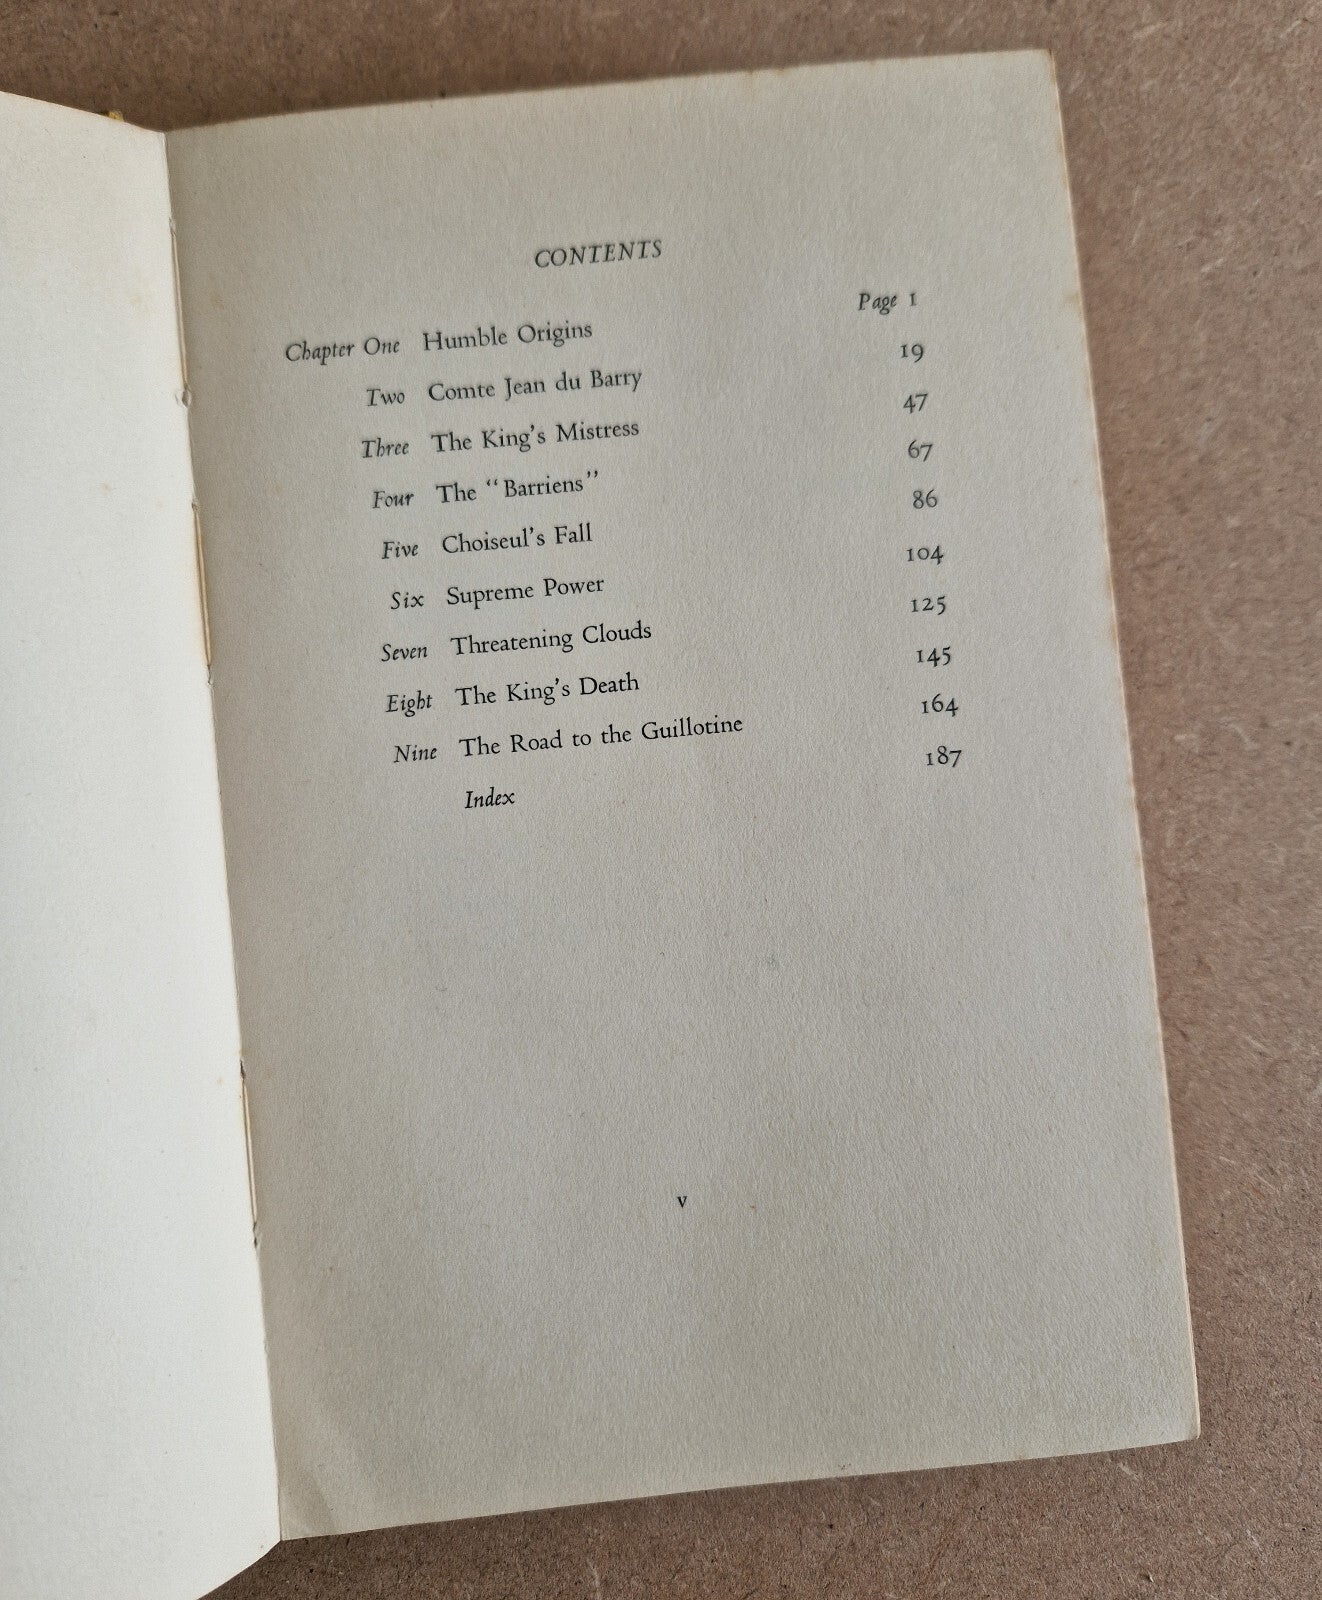 CONTENTS
Chapter One Humble Origins Page 1
Two Comte Jean du Barry 19
Three The King's Mistress 47
Four The "Barriens" 67
Five Choiseul's Fall 86
Six Supreme Power 104
Seven Threatening Clouds 125
Eight The King's Death 145
Nine The Road to the Guillotine 164
Index 187
v